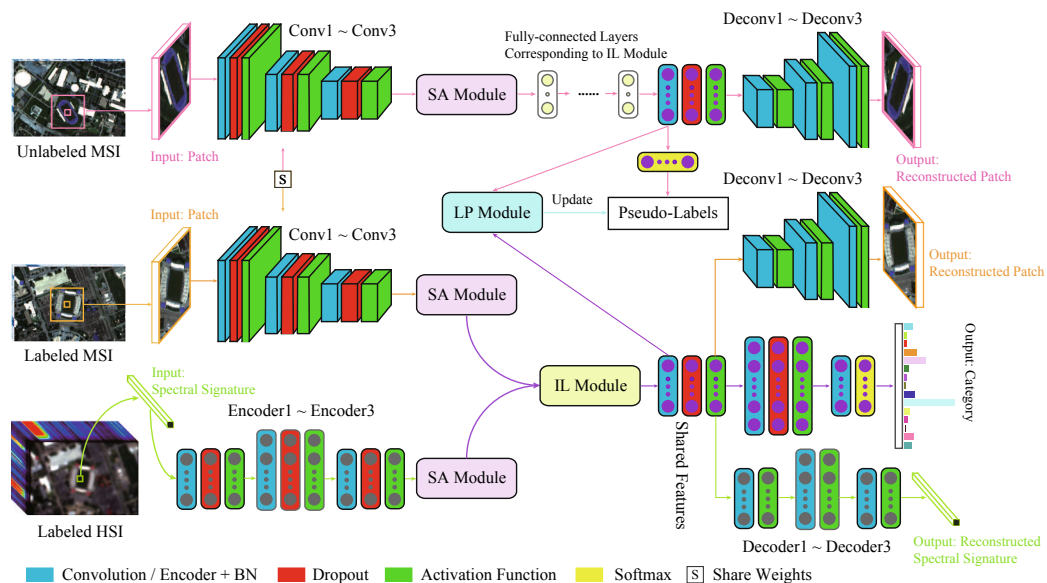 Conv1 ~ Conv3
Fully-connected Layers
Corresponding to IL Module
Deconv1 ~ Deconv3
SA Module
Unlabeled MSI
Input: Patch
Output:
Reconstructed Patch
S
Input: Patch
LP Module
Update
Pseudo-Labels
Deconv1 ~ Deconv3
Conv1 ~ Conv3
Output:
Reconstructed Patch
SA Module
Labeled MSI
Input:
Spectral Signature
IL Module
Output: Category
Encoder1 ~ Encoder3
Shared Features
SA Module
Labeled HSI
Decoder1 ~ Decoder3
Output: Reconstructed
Spectral Signature
Convolution / Encoder + BN
Dropout
Activation Function
Softmax
S
Share Weights